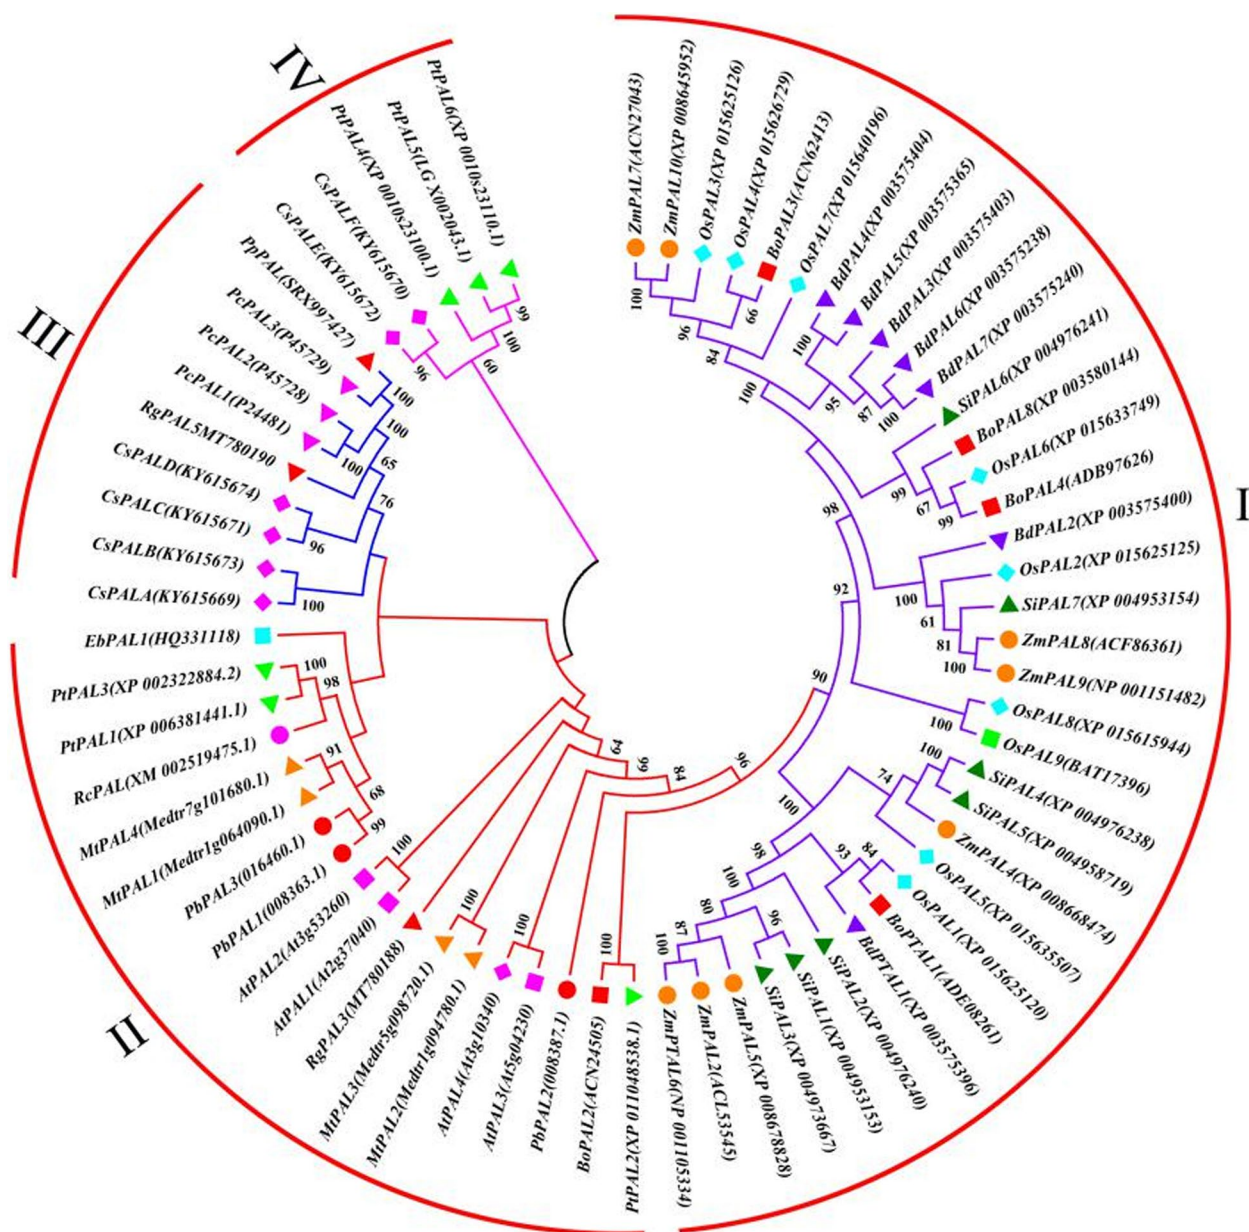 IV
III
II
I
ZmPAL7(ACN27043)
ZmPAL10(XP 008645952)
OsPAL3(XP 015625126)
OsPAL4(XP 015626729)
BoPAL3(ACN62413)
OsPAL7(XP 015640196)
BdPAL4(XP 003575404)
BdPAL5(XP 003575365)
BdPAL3(XP 003575403)
BdPAL6(XP 003575238)
BdPAL7(XP 003575240)
SiPAL6(XP 004976241)
BoPAL8(XP 003580144)
OsPAL6(XP 015633749)
BoPAL4(ADB97626)
BdPAL2(XP 003575400)
OsPAL2(XP 015625125)
SiPAL7(XP 004953154)
ZmPAL8(ACF86361)
ZmPAL9(NP 001151482)
OsPAL8(XP 015615944)
OsPAL9(BAT17396)
SiPAL4(XP 004976238)
SiPAL5(XP 004958719)
ZmPAL4(XP 008668474)
OsPAL5(XP 015635507)
OsPAL1(XP 015625120)
BoPTAL1(ADE08261)
BdPTAL1(XP 003575396)
SiPAL2(XP 004976240)
SiPAL1(XP 004953153)
SiPAL3(XP 004973667)
ZmPAL5(XP 008678828)
ZmPAL2(ACL53545)
ZmPTAL6(NP 001105334)
PtPAL2(XP 011048538.1)
BoPAL2(ACN24505)
PbPAL2(008387.1)
AtPAL3(At5g04230)
AtPAL4(At3g10340)
MtPAL2(Medtr1g094780.1)
MtPAL3(Medtr5g098720.1)
RgPAL3(MT780188)
AtPAL1(At2g37040)
AtPAL2(At3g53260)
PbPAL1(008363.1)
PbPAL3(016460.1)
MtPAL1(Medtr1g064090.1)
MtPAL4(Medtr7g101680.1)
RcPAL(XM 002519475.1)
PtPAL1(XP 006381441.1)
PtPAL3(XP 002322884.2)
EbPAL1(HQ331118)
CsPALA(KY615669)
CsPALB(KY615673)
CsPALC(KY615671)
CsPALD(KY615674)
RgPAL5MT780190
PcPAL1(P24481)
PcPAL2(P45728)
PcPAL3(P45729)
PpPAL(SRX997427)
CsPALE(KY615672)
CsPALF(KY615670)
PtPAL4(XP 0010s23100.1)
PtPAL5(LG X002043.1)
PtPAL6(XP 0010s23110.1)
100
66
96
84
100
100
95
87
100
99
67
99
98
100
61
81
100
92
100
90
100
74
100
98
93
84
100
80
96
87
100
96
100
84
66
100
64
100
100
99
68
91
98
100
100
96
76
65
100
100
100
96
60
100
99